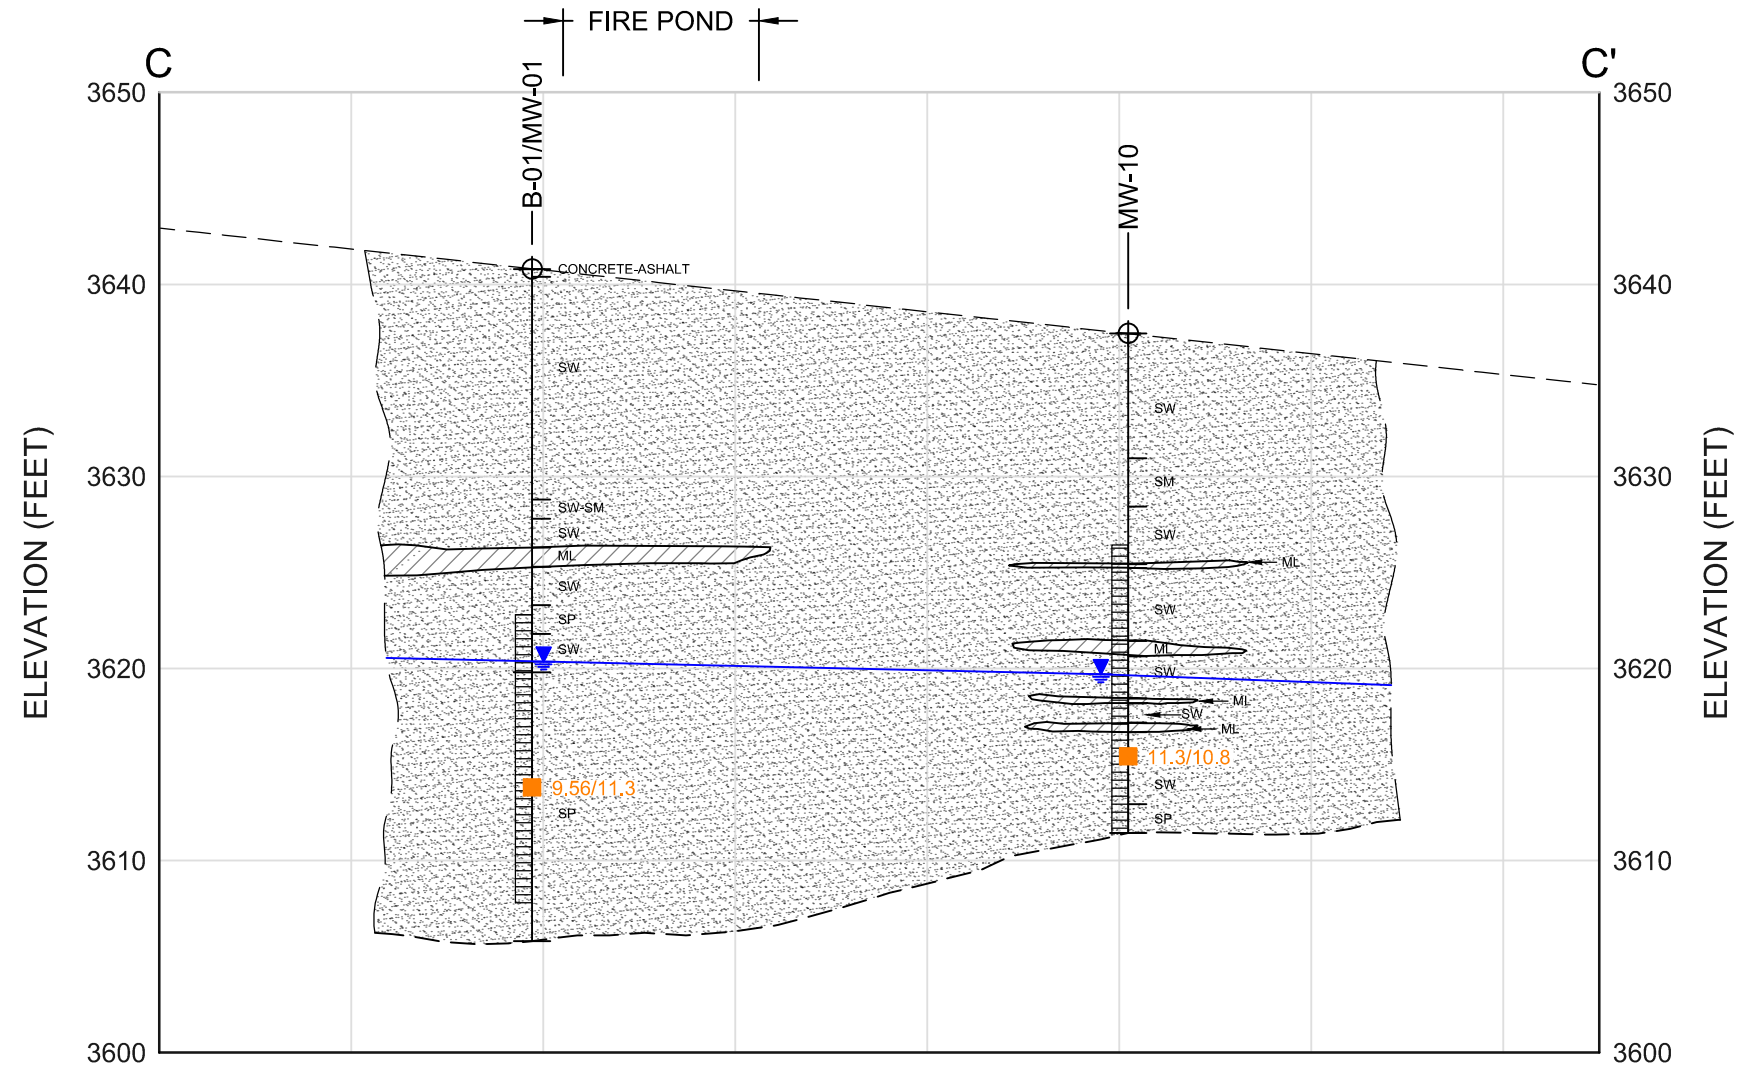 FIRE POND
C
C'
3650
3650
B-01/MW-01
MW-10
CONCRETE-ASHALT
3640
3640
SW
SW
ELEVATION (FEET)
ELEVATION (FEET)
3630
3630
SM
SW-SM
SW
SW
ML
ML
SW
SW
SP
SW
ML
3620
3620
SW
ML
SW
ML
11.3/10.8
9.56/11.3
SW
SP
SP
3610
3610
3600
3600